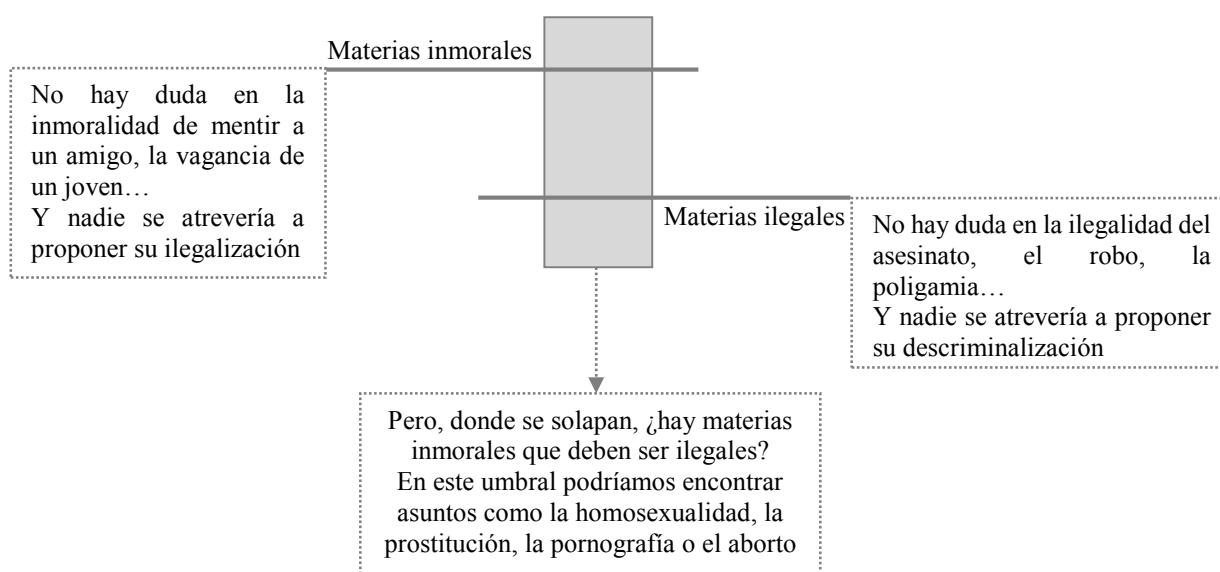 Materias inmorales
No hay duda en la
inmoralidad de mentir a
un amigo, la vagancia de
un joven…
Y nadie se atrevería a
proponer su ilegalización
Materias ilegales
No hay duda en la ilegalidad del
asesinato, el robo, la
poligamia…
Y nadie se atrevería a proponer
su descriminalización
Pero, donde se solapan, ¿hay materias
inmorales que deben ser ilegales?
En este umbral podríamos encontrar
asuntos como la homosexualidad, la
prostitución, la pornografía o el aborto